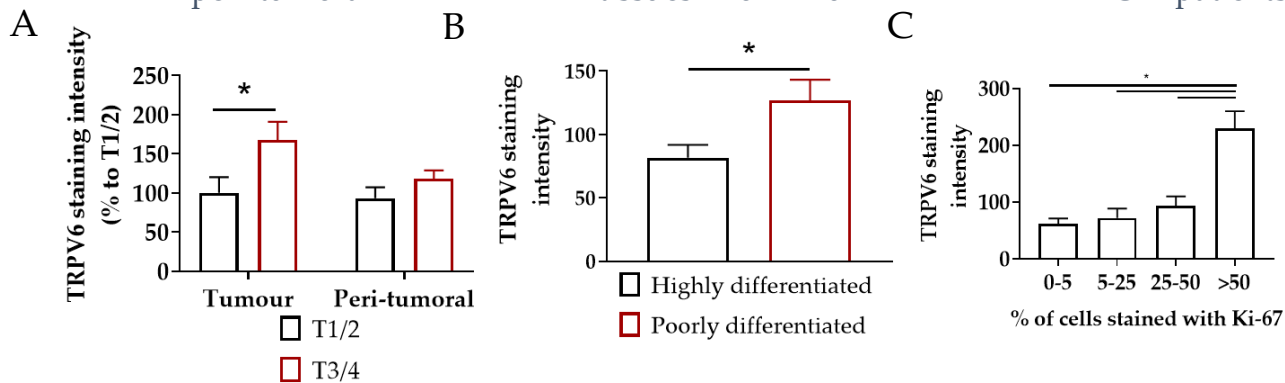 A
TRPV6 staining intensity
(% to T1/2)
250
200
150
100
50
0
*
Tumour
Peri-tumoral
T1/2
T3/4
B
TRPV6 staining
intensity
150
100
50
0
*
Highly differentiated
Poorly differentiated
C
TRPV6 staining
intensity
300
200
100
0
*
0-5
5-25
25-50
>50
% of cells stained with Ki-67